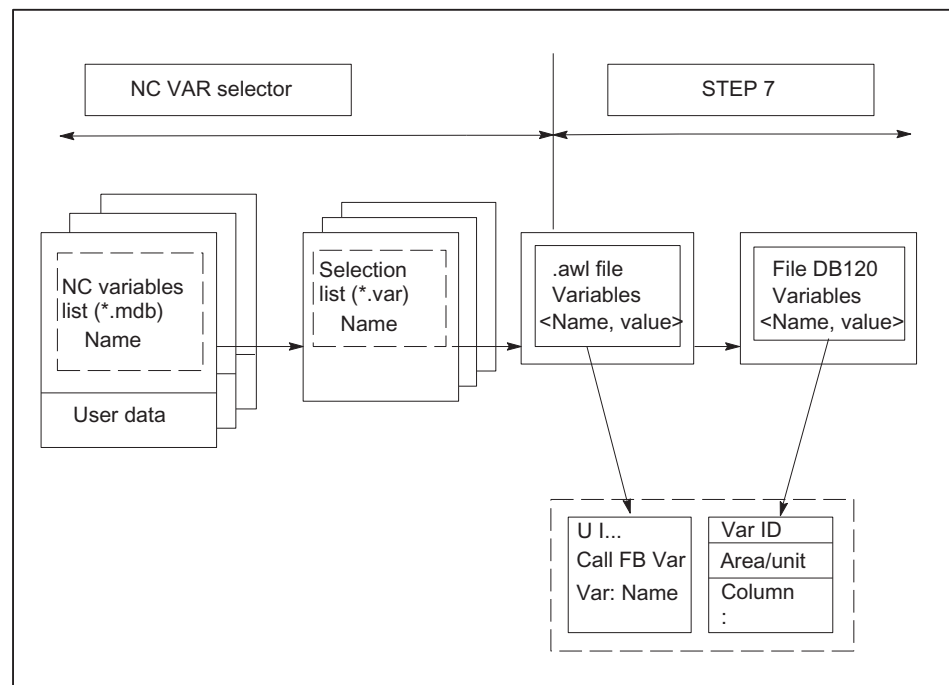 NC VAR selector
STEP 7
NC variables
list (*.mdb)
Name
User data
Selection
list (*.var)
Name
.awl file
Variables
<Name, value>
File DB120
Variables
<Name, value>
U I...
Call FB Var
Var: Name
Var ID
Area/unit
Column
: